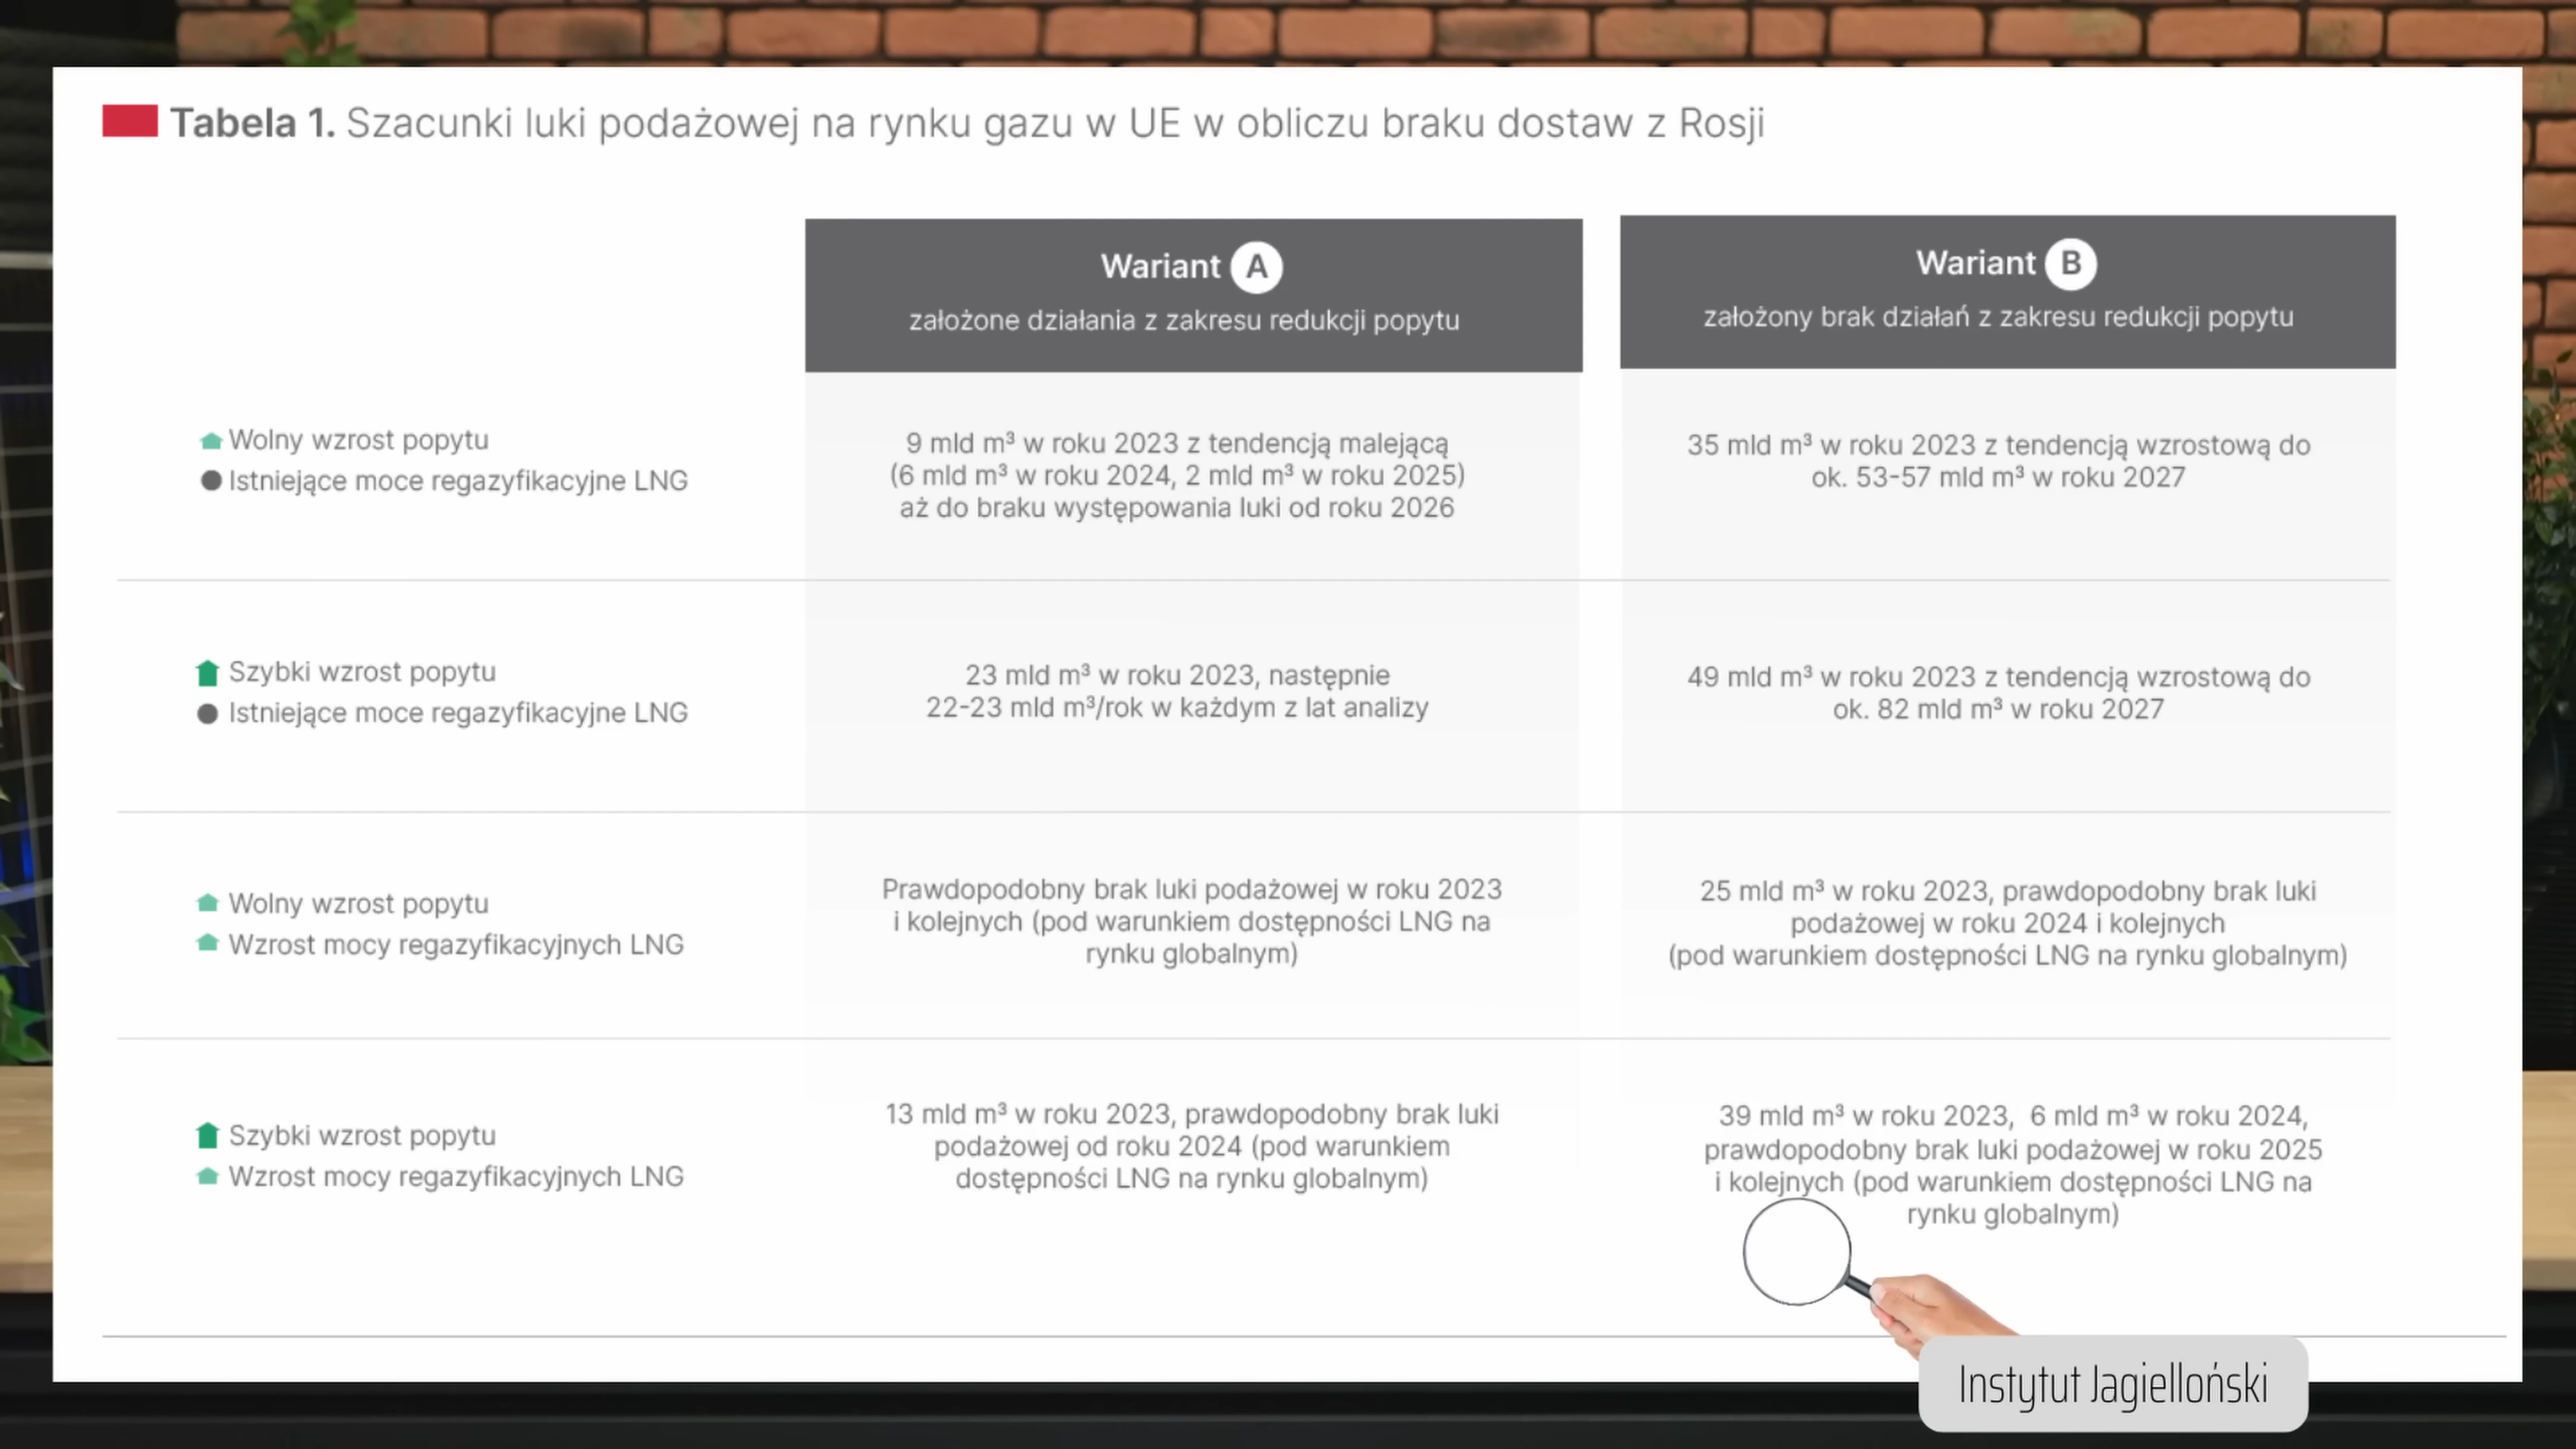 Tabela 1. Szacunki luki podażowej na rynku gazu w UE w obliczu braku dostaw z Rosji
Wariant A
założone działania z zakresu redukcji popytu
Wariant B
założony brak działań z zakresu redukcji popytu
Wolny wzrost popytu
Istniejące moce regazyfikacyjne LNG
9 mld m³ w roku 2023 z tendencją malejącą
(6 mld m³ w roku 2024, 2 mld m³ w roku 2025)
aż do braku występowania luki od roku 2026
35 mld m³ w roku 2023 z tendencją wzrostową do
ok. 53-57 mld m³ w roku 2027
Szybki wzrost popytu
Istniejące moce regazyfikacyjne LNG
23 mld m³ w roku 2023, następnie
22-23 mld m³/rok w każdym z lat analizy
49 mld m³ w roku 2023 z tendencją wzrostową do
ok. 82 mld m³ w roku 2027
Wolny wzrost popytu
Wzrost mocy regazyfikacyjnych LNG
Prawdopodobny brak luki podażowej w roku 2023
i kolejnych (pod warunkiem dostępności LNG na
rynku globalnym)
25 mld m³ w roku 2023, prawdopodobny brak luki
podażowej w roku 2024 i kolejnych
(pod warunkiem dostępności LNG na rynku globalnym)
Szybki wzrost popytu
Wzrost mocy regazyfikacyjnych LNG
13 mld m³ w roku 2023, prawdopodobny brak luki
podażowej od roku 2024 (pod warunkiem
dostępności LNG na rynku globalnym)
39 mld m³ w roku 2023, 6 mld m³ w roku 2024,
prawdopodobny brak luki podażowej w roku 2025
i kolejnych (pod warunkiem dostępności LNG na
rynku globalnym)
Instytut Jagielloński